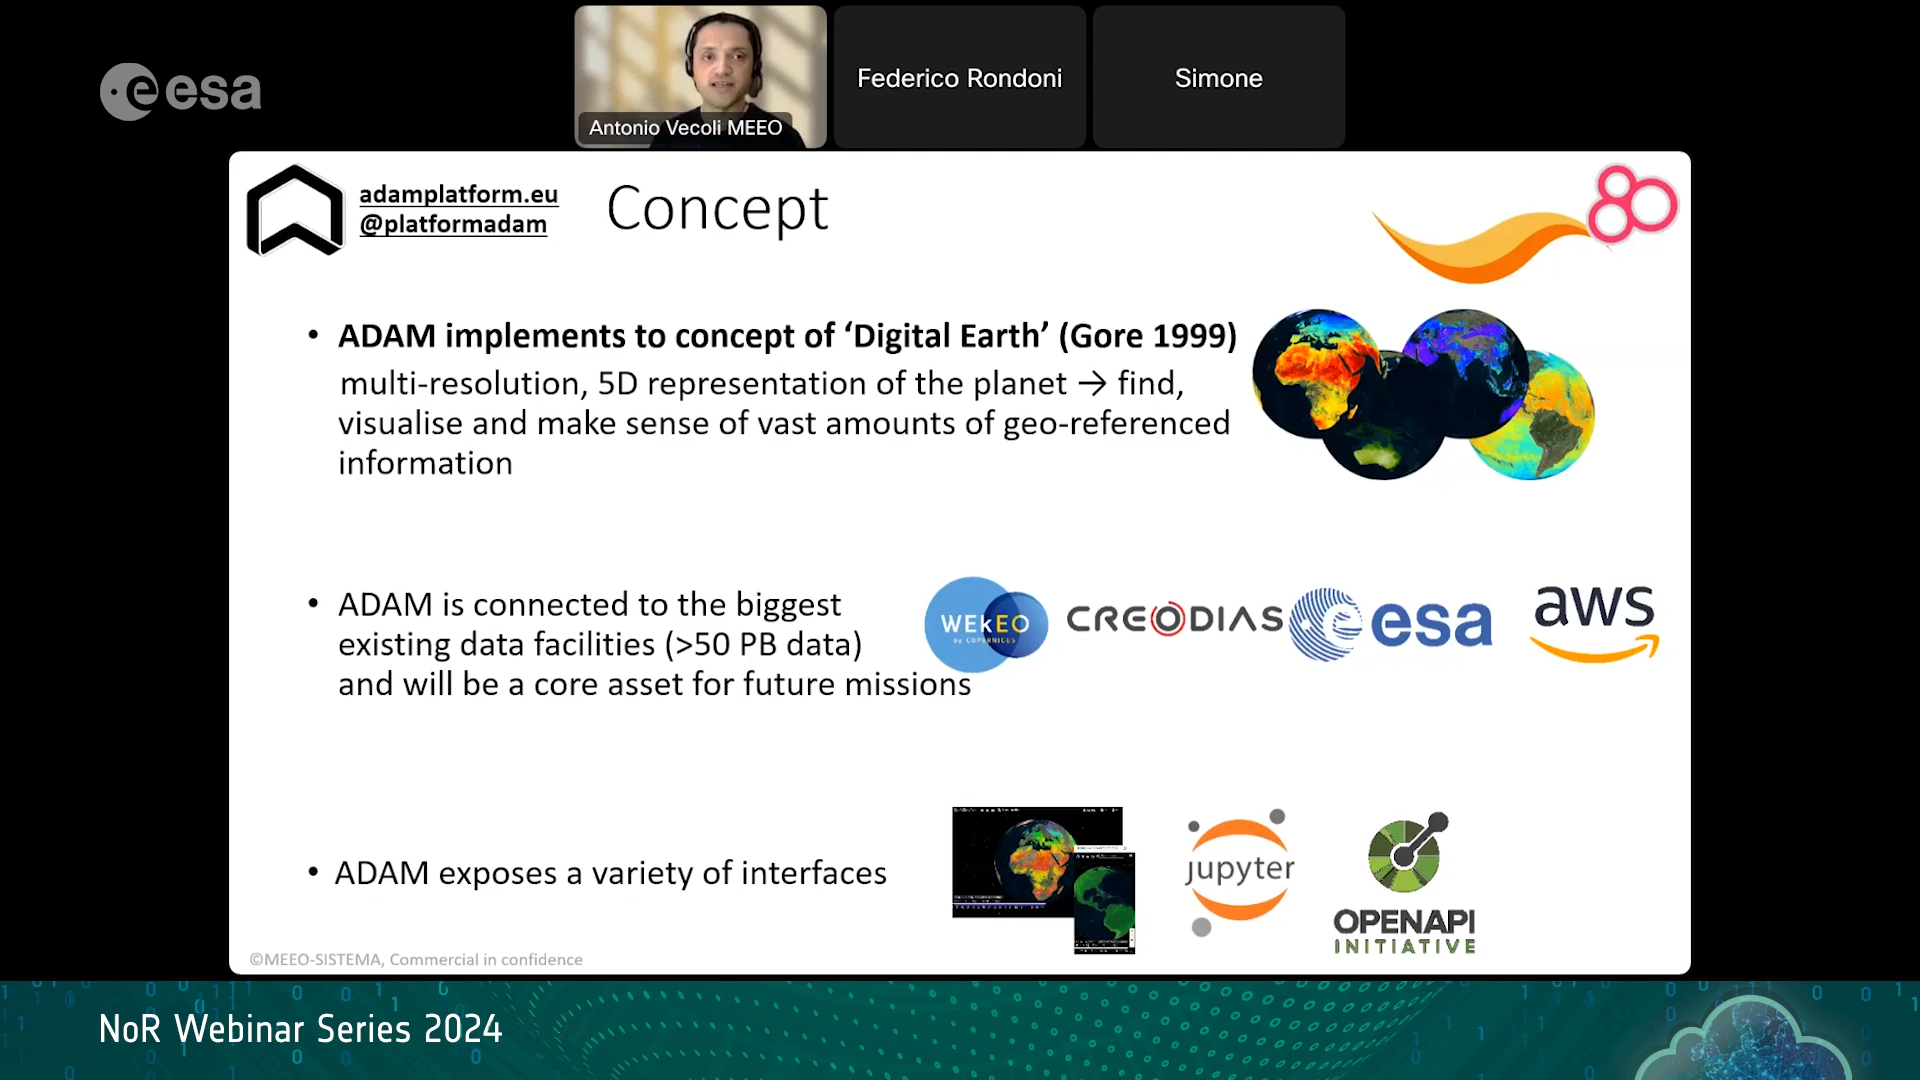 esa
Antonio Vecoli MEEO
Federico Rondoni
Simone
adamplatform.eu
@platformadam
Concept
• ADAM implements to concept of ‘Digital Earth’ (Gore 1999)
multi-resolution, 5D representation of the planet → find,
visualise and make sense of vast amounts of geo-referenced
information
• ADAM is connected to the biggest
existing data facilities (>50 PB data)
and will be a core asset for future missions
WEkEO
by COPERNICUS
CREODIAS
esa
aws
• ADAM exposes a variety of interfaces
jupyter
OPENAPI
INITIATIVE
©MEEO-SISTEMA, Commercial in confidence
NoR Webinar Series 2024